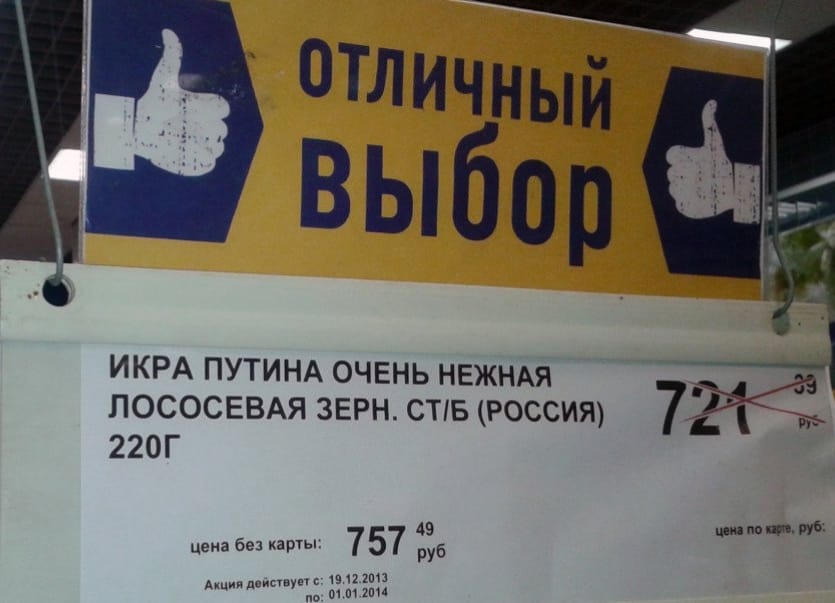 ОТЛИЧНЫЙ
ВЫбОР
ИКРА ПУТИНА ОЧЕНЬ НЕЖНАЯ
ЛОСОСЕВАЯ ЗЕРН. СТ/Б (РОССИЯ)
220Г
721 39
руб
цена без карты: 757 49
руб
цена по карте, руб:
Акция действует с: 19.12.2013
по: 01.01.2014